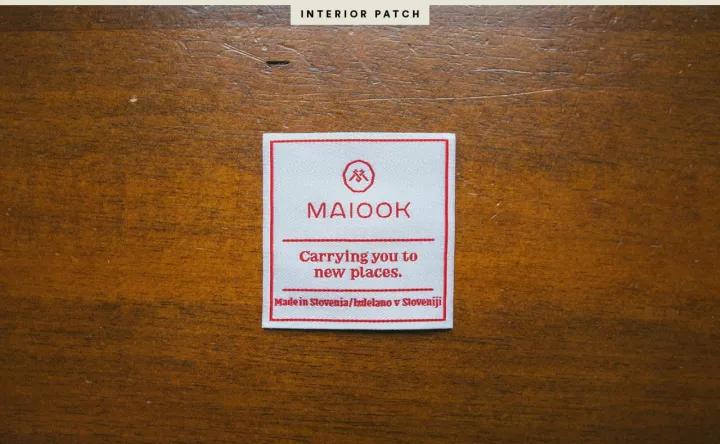 INTERIOR PATCH
MAIOOK
Carrying you to
new places.
Made in Slovenia/Izdelano v Sloveniji